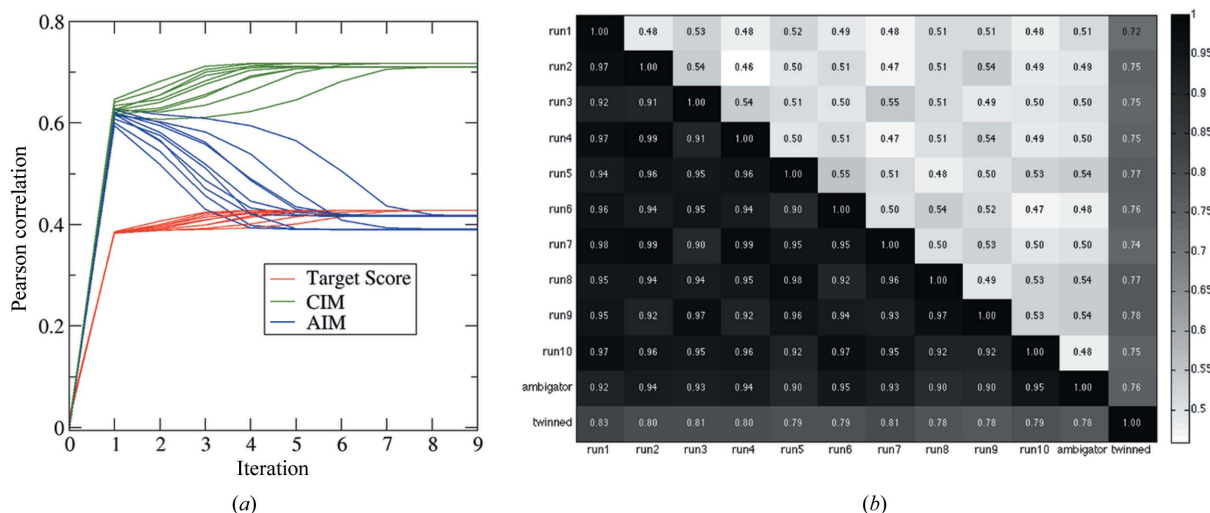 Pearson correlation
0.8
0.6
0.4
0.2
0
Target Score
CIM
AIM
0 1 2 3 4 5 6 7 8 9
Iteration
(a)
run1 1.00 0.48 0.53 0.48 0.52 0.49 0.48 0.51 0.51 0.48 0.51 0.72
run2 0.97 1.00 0.54 0.46 0.50 0.51 0.47 0.51 0.54 0.49 0.49 0.75
run3 0.92 0.91 1.00 0.54 0.51 0.50 0.55 0.51 0.49 0.50 0.50 0.75
run4 0.97 0.99 0.91 1.00 0.50 0.51 0.47 0.51 0.54 0.49 0.50 0.75
run5 0.94 0.96 0.95 0.96 1.00 0.55 0.51 0.48 0.50 0.53 0.54 0.77
run6 0.96 0.94 0.95 0.94 0.90 1.00 0.50 0.54 0.52 0.47 0.48 0.76
run7 0.98 0.99 0.90 0.99 0.95 0.95 1.00 0.50 0.53 0.50 0.50 0.74
run8 0.95 0.94 0.94 0.95 0.98 0.92 0.96 1.00 0.49 0.53 0.54 0.77
run9 0.95 0.92 0.97 0.92 0.96 0.94 0.93 0.97 1.00 0.53 0.54 0.78
run10 0.97 0.96 0.95 0.96 0.92 0.97 0.95 0.92 0.92 1.00 0.48 0.75
ambigator 0.92 0.94 0.93 0.94 0.90 0.95 0.93 0.90 0.90 0.95 1.00 0.76
twinned 0.83 0.80 0.81 0.80 0.79 0.79 0.81 0.78 0.78 0.79 0.78 1.00
run1 run2 run3 run4 run5 run6 run7 run8 run9 run10 ambigator twinned
1
0.95
0.9
0.85
0.8
0.75
0.7
0.65
0.6
0.55
(b)